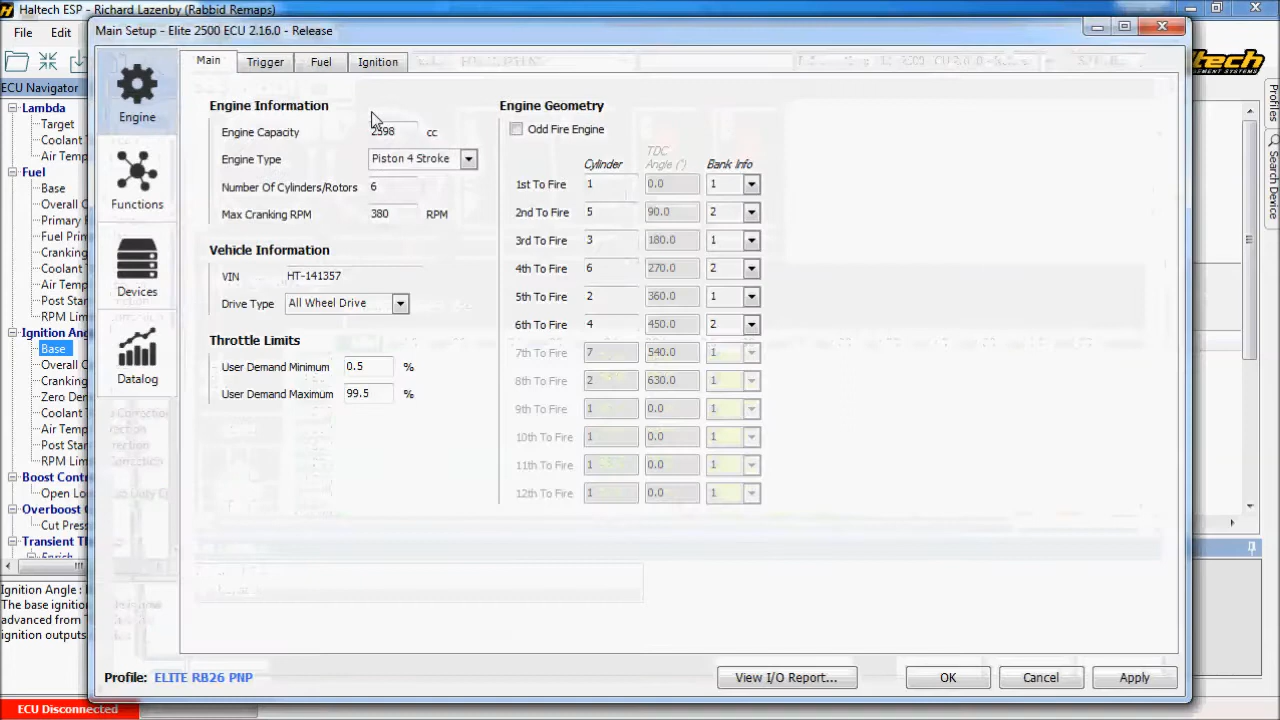 Haltech ESP - Richard Lazenby (Rabbid Remaps)
File
Edit
Haltech
Main Setup - Elite 2500 ECU 2.16.0 - Release
ECU Navigator
Lambda
Target
Coolant
Air Temp
Fuel
Base
Overall C
Primary
Fuel Prim
Coolant
Air Temp
Post Star
RPM Lim
Ignition Ang
Base
Overall C
Cranking
Zero Dem
Coolant
Air Temp
Post Star
RPM Lim
Boost Contr
Open Lo
Overboost
Cut Press
Transient Th
Enrich
Ignition Angle :
The base ignition
advanced from T
ignition outputs
ECU Disconnected
Engine
Functions
Devices
Datalog
Main
Trigger
Fuel
Ignition
Engine Information
Engine Capacity 2598 cc
Engine Type Piston 4 Stroke
Number Of Cylinders/Rotors 6
Max Cranking RPM 380 RPM
Vehicle Information
VIN HT-141357
Drive Type All Wheel Drive
Throttle Limits
User Demand Minimum 0.5 %
User Demand Maximum 99.5 %
Engine Geometry
Odd Fire Engine
Cylinder TDC Angle (°) Bank Info
1st To Fire 1 0.0 1
2nd To Fire 5 90.0 2
3rd To Fire 3 180.0 1
4th To Fire 6 270.0 2
5th To Fire 2 360.0 1
6th To Fire 4 450.0 2
7th To Fire 7 540.0 1
8th To Fire 2 630.0 1
9th To Fire 1 0.0 1
10th To Fire 1 0.0 1
11th To Fire 1 0.0 1
12th To Fire 1 0.0 1
Profile: ELITE RB26 PNP
View I/O Report...
OK
Cancel
Apply
Profiles
Search Device